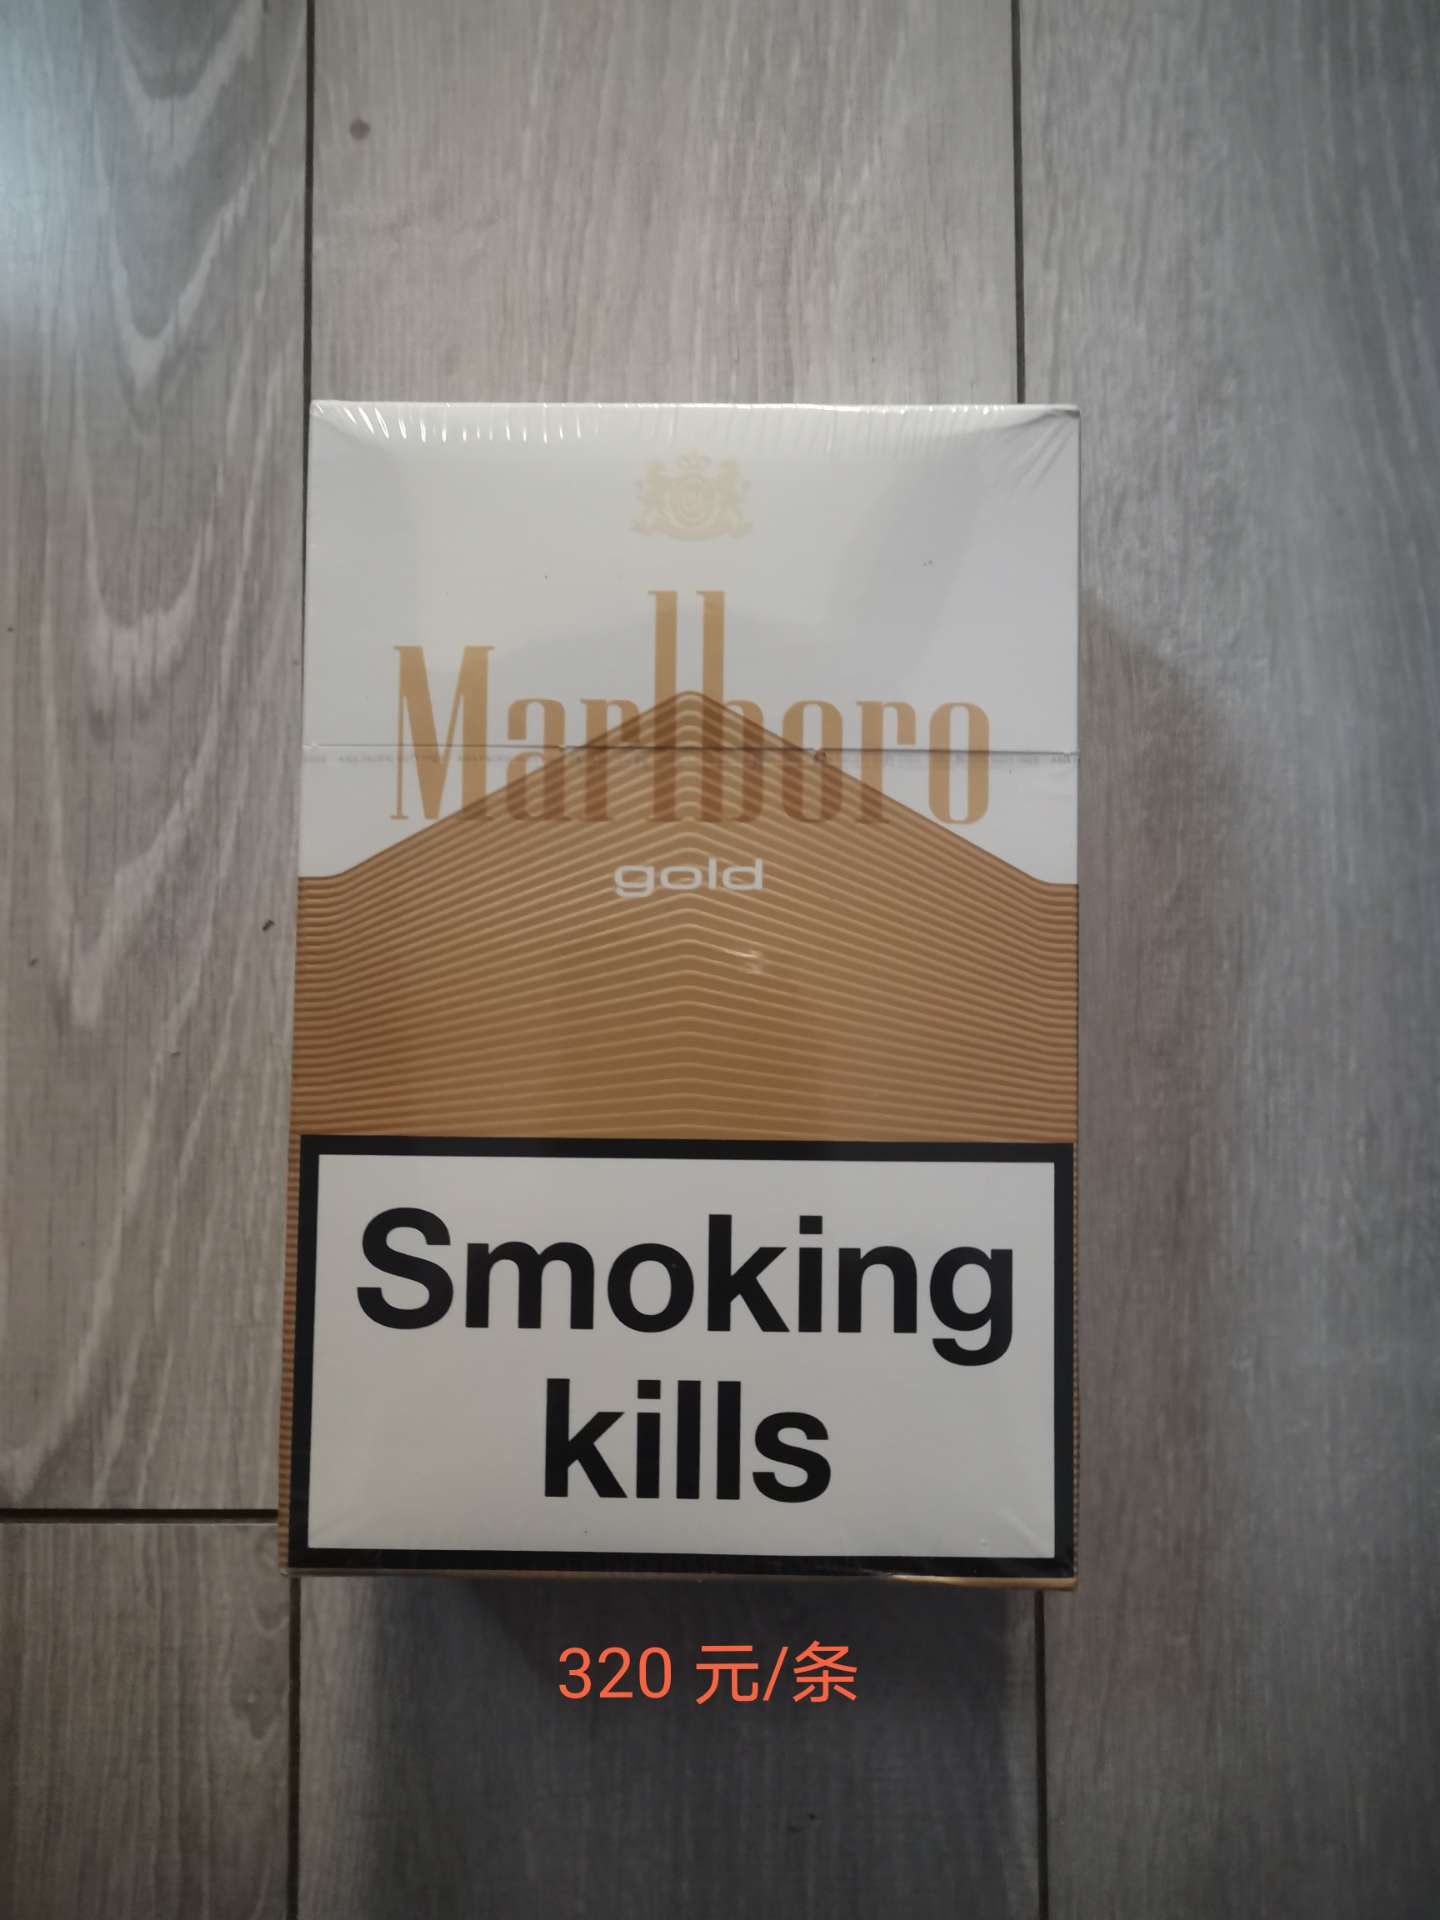 Marlboro
gold
Smoking
kills
320 元/条